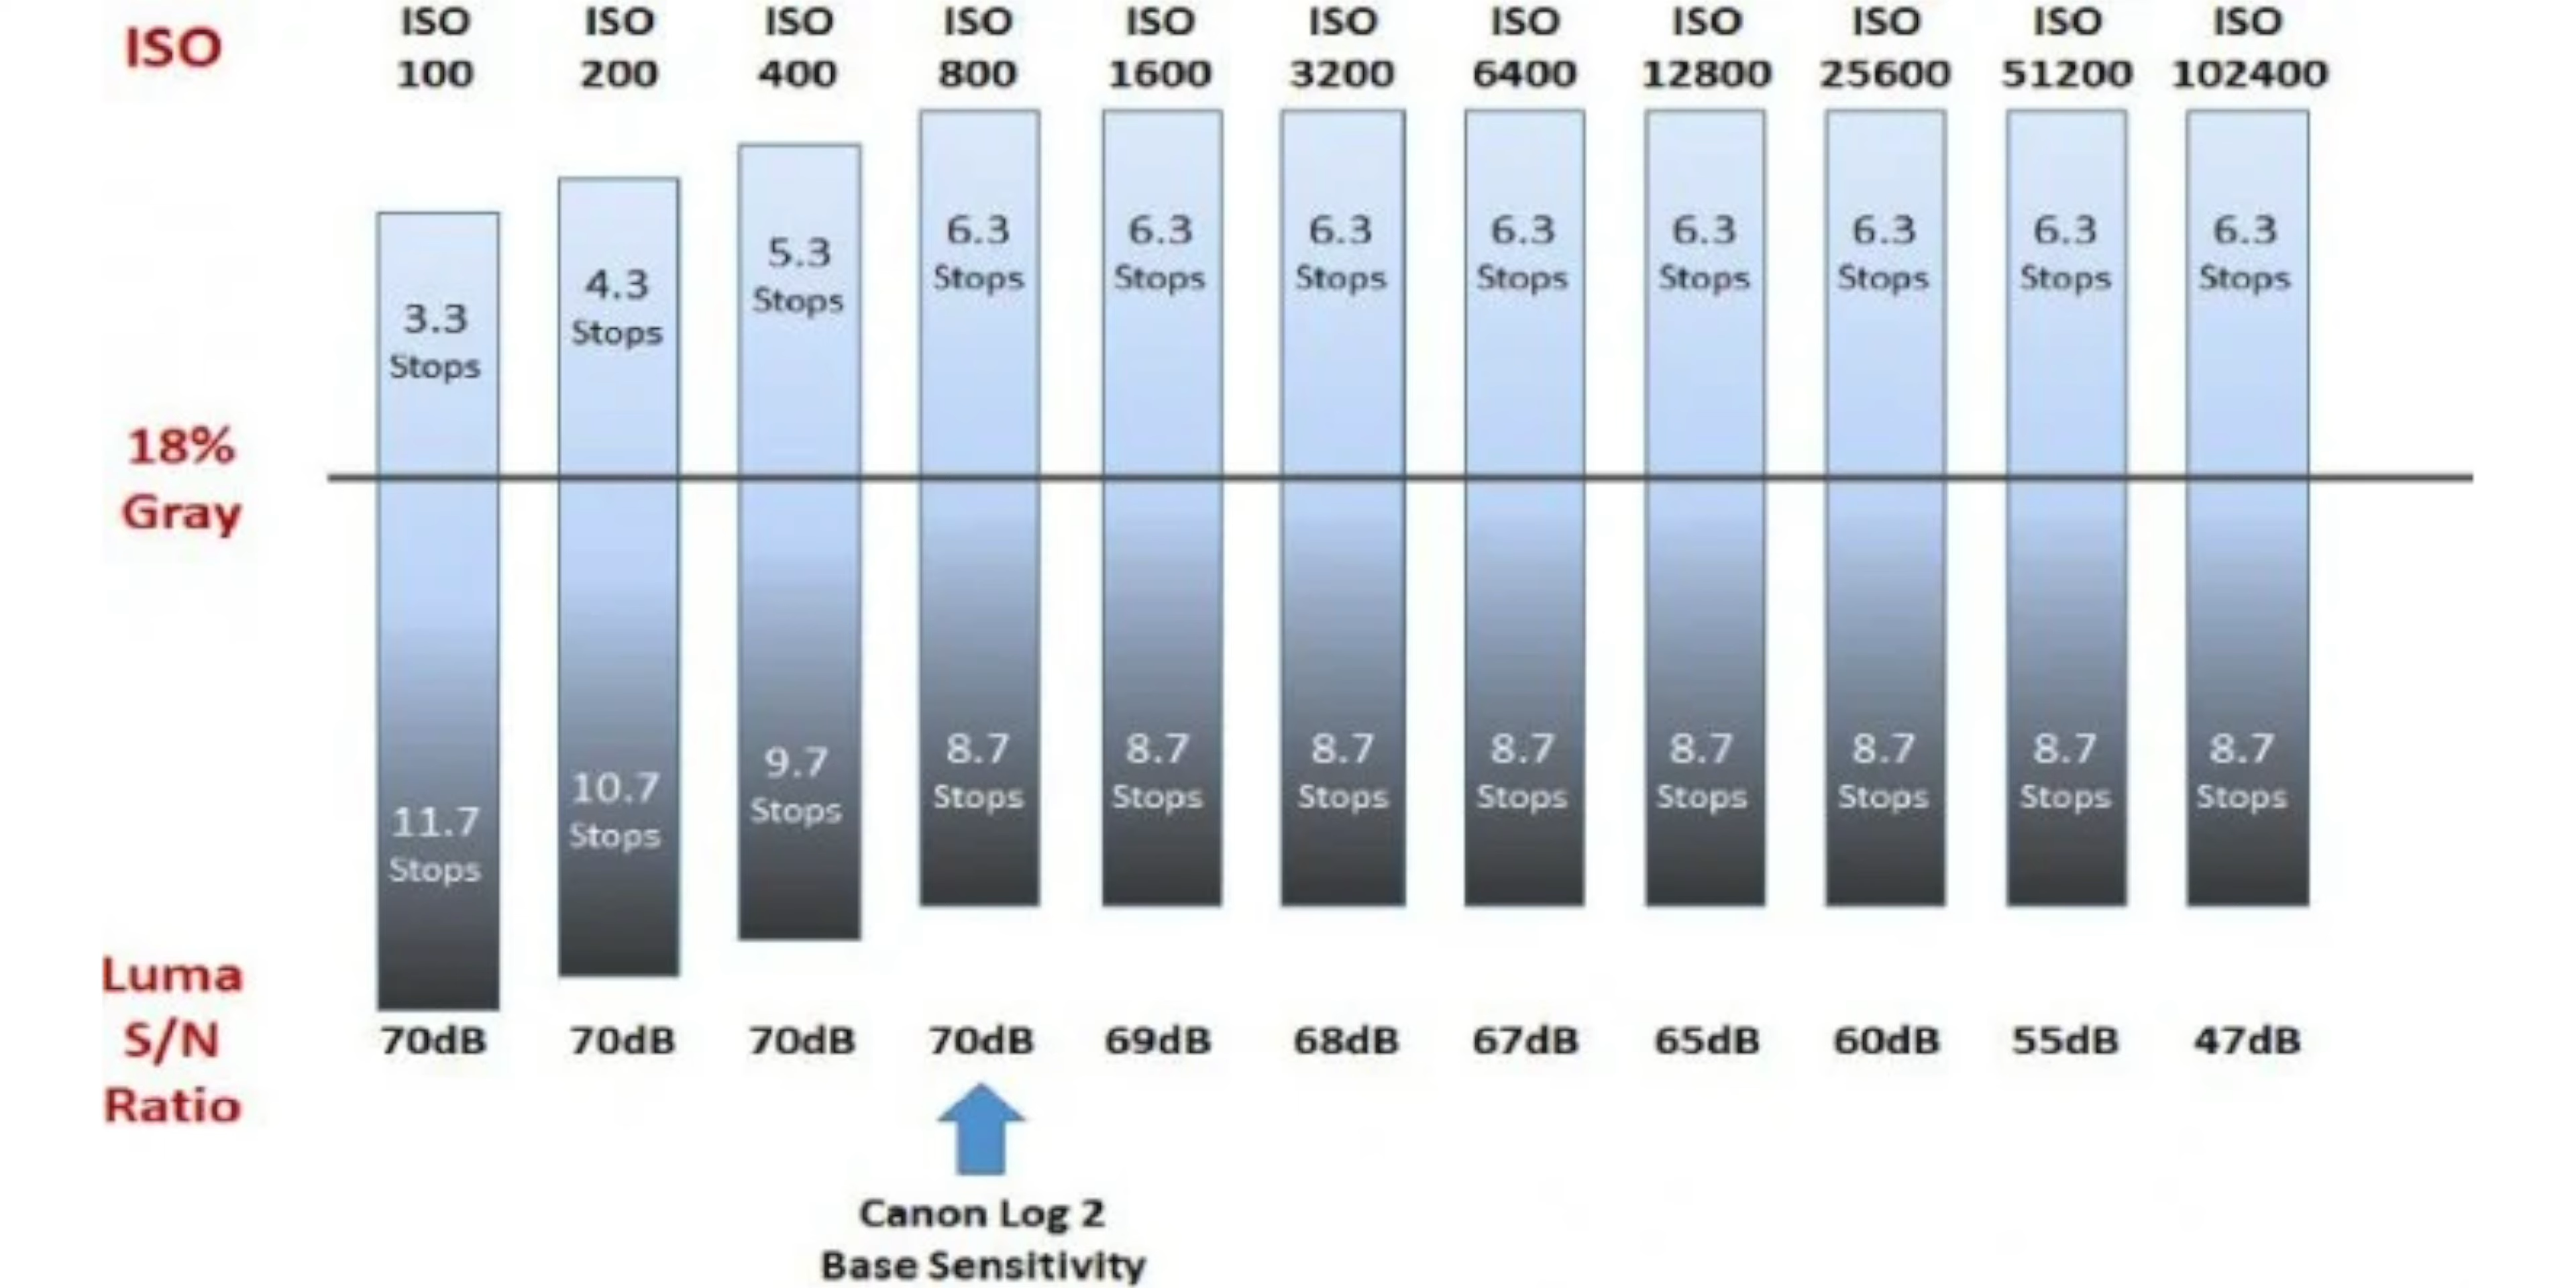 ISO
ISO
100
ISO
200
ISO
400
ISO
800
ISO
1600
ISO
3200
ISO
6400
ISO
12800
ISO
25600
ISO
51200
ISO
102400
3.3
Stops
4.3
Stops
5.3
Stops
6.3
Stops
6.3
Stops
6.3
Stops
6.3
Stops
6.3
Stops
6.3
Stops
6.3
Stops
6.3
Stops
18%
Gray
11.7
Stops
10.7
Stops
9.7
Stops
8.7
Stops
8.7
Stops
8.7
Stops
8.7
Stops
8.7
Stops
8.7
Stops
8.7
Stops
8.7
Stops
Luma
S/N
Ratio
70dB
70dB
70dB
70dB
69dB
68dB
67dB
65dB
60dB
55dB
47dB
Canon Log 2
Base Sensitivity